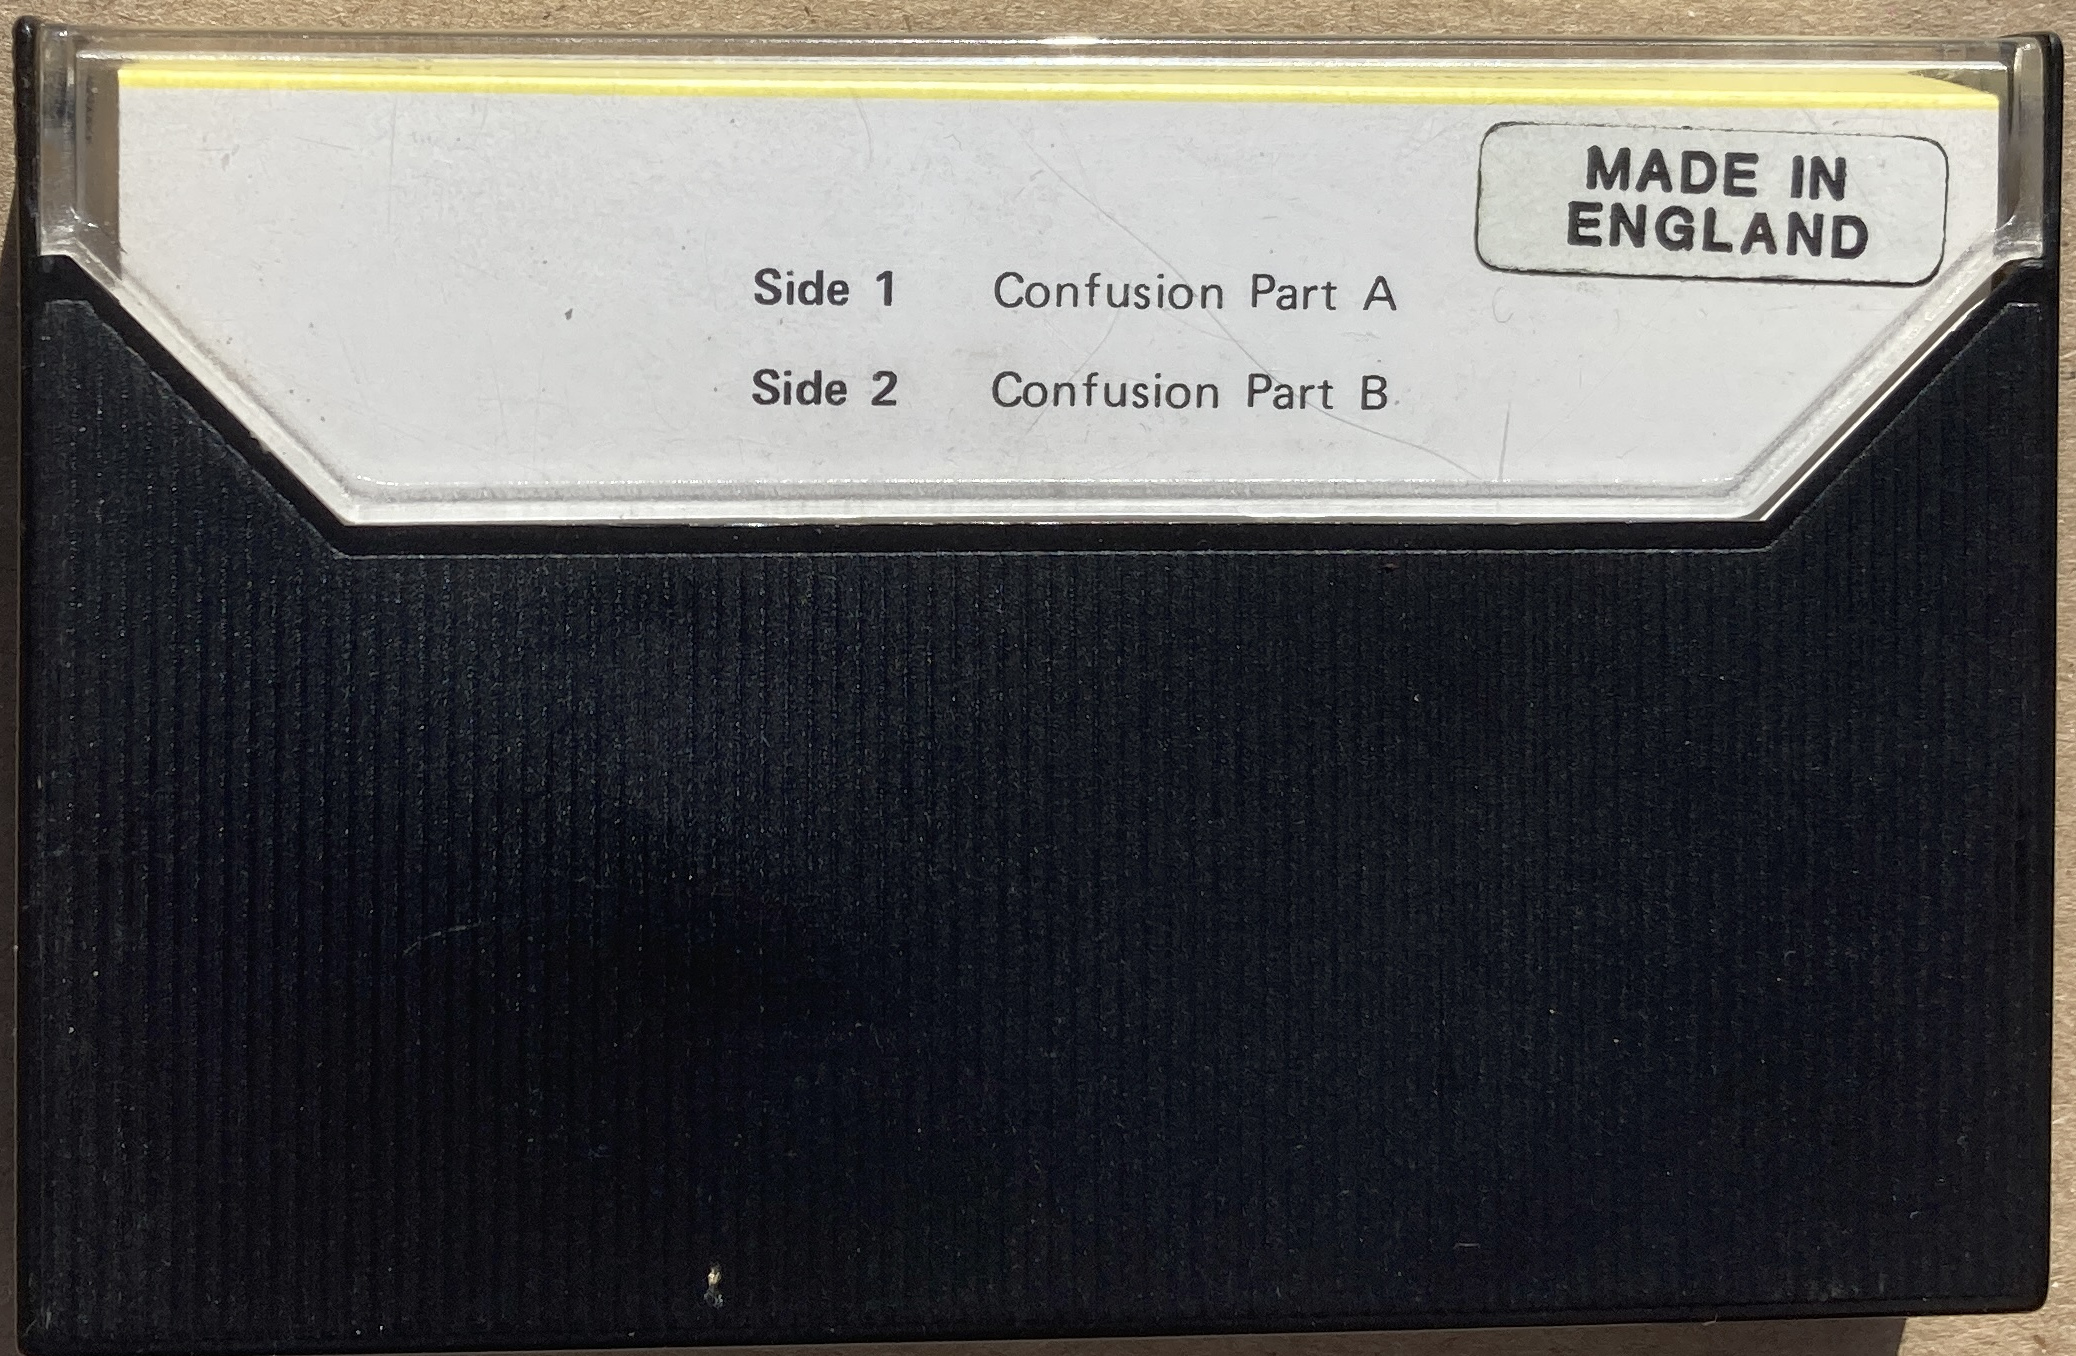 MADE IN
ENGLAND
Side 1 Confusion Part A
Side 2 Confusion Part B